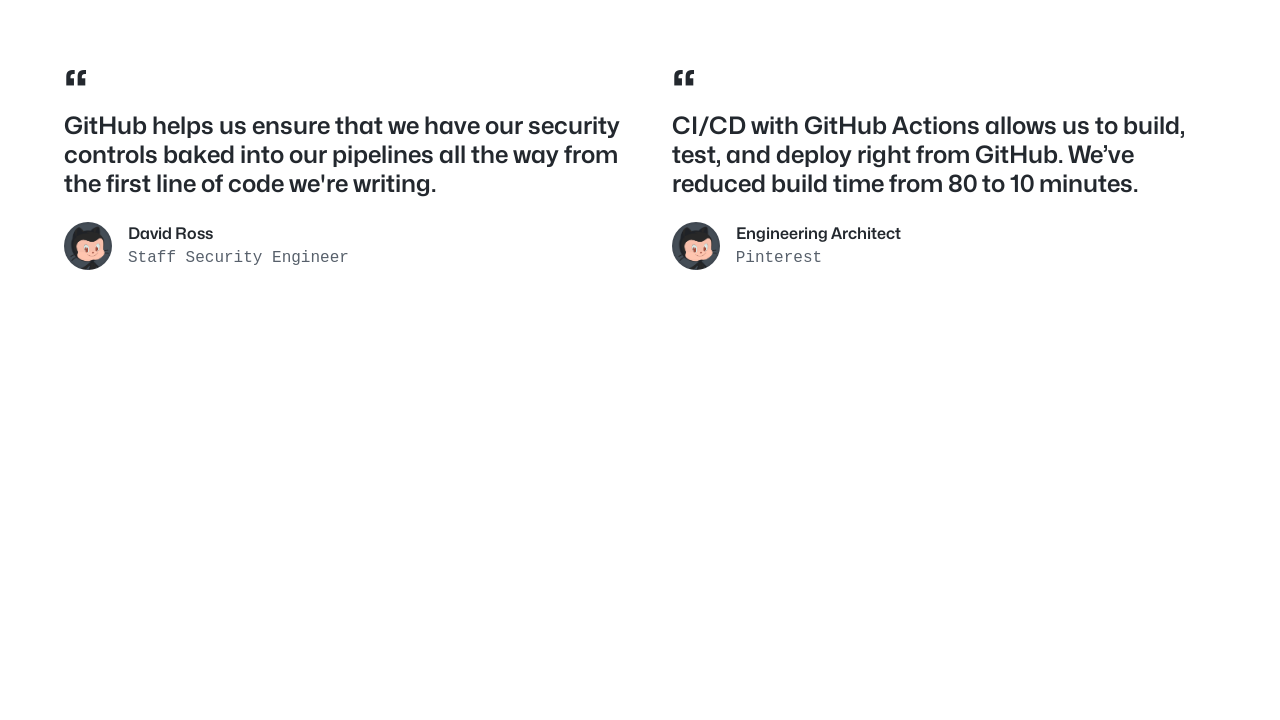 “
GitHub helps us ensure that we have our security
controls baked into our pipelines all the way from
the first line of code we're writing.
David Ross
Staff Security Engineer
“
CI/CD with GitHub Actions allows us to build,
test, and deploy right from GitHub. We’ve
reduced build time from 80 to 10 minutes.
Engineering Architect
Pinterest